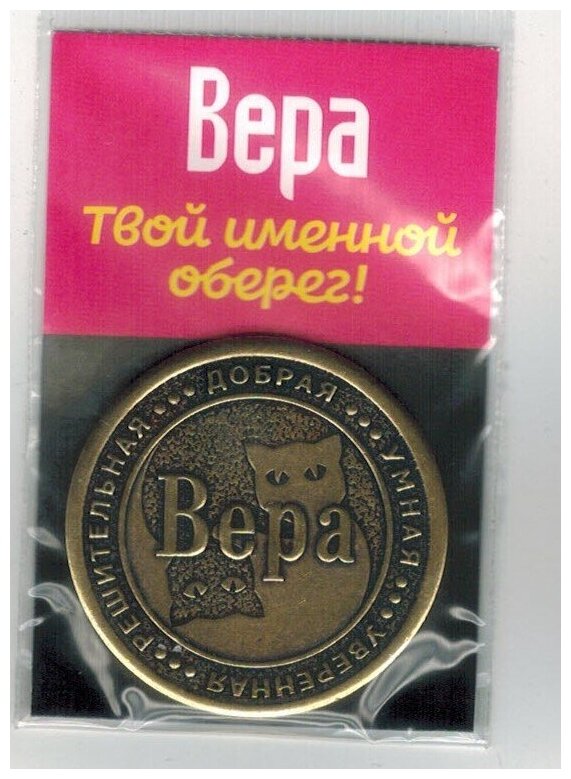 Вера
Твой именной
оберег!
ДОБРАЯ
УМНАЯ
УВЕРЕННАЯ
РЕШИТЕЛЬНАЯ
Вера